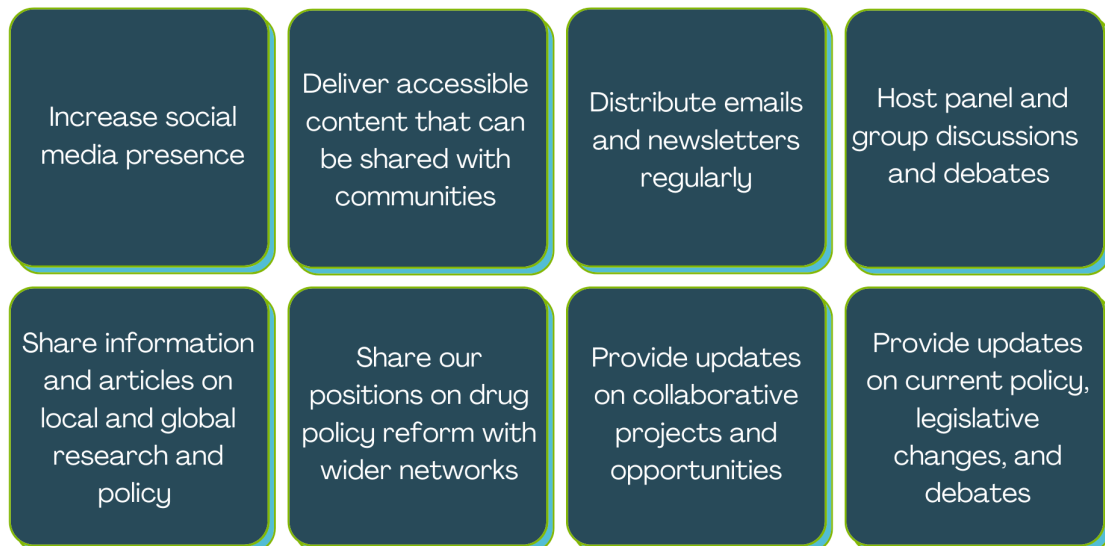 Increase social
media presence
Deliver accessible
content that can
be shared with
communities
Distribute emails
and newsletters
regularly
Host panel and
group discussions
and debates
Share information
and articles on
local and global
research and
policy
Share our
positions on drug
policy reform with
wider networks
Provide updates
on collaborative
projects and
opportunities
Provide updates
on current policy,
legislative
changes, and
debates